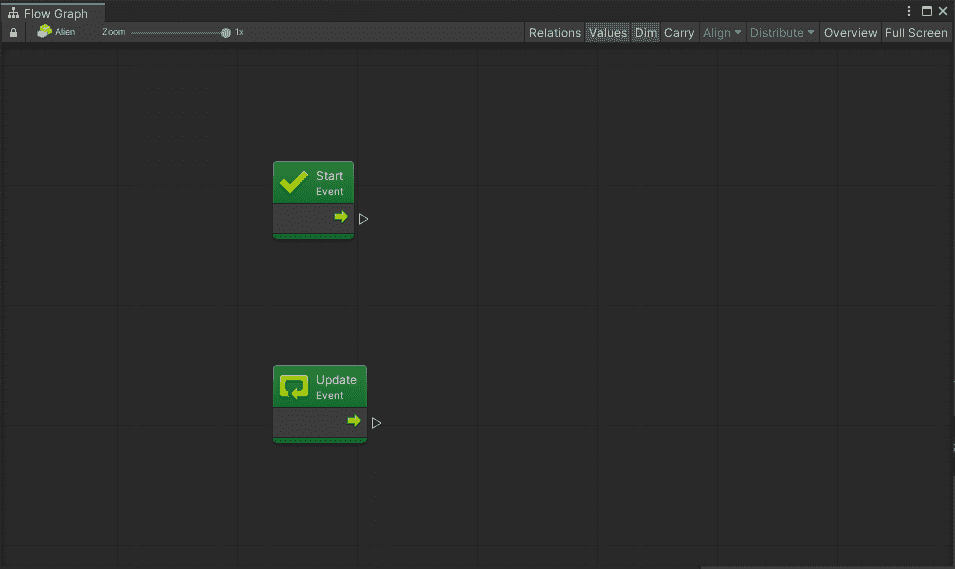 Flow Graph
Alien Zoom 1x Relations Values Dim Carry Align Distribute Overview Full Screen
Start
Event
Update
Event